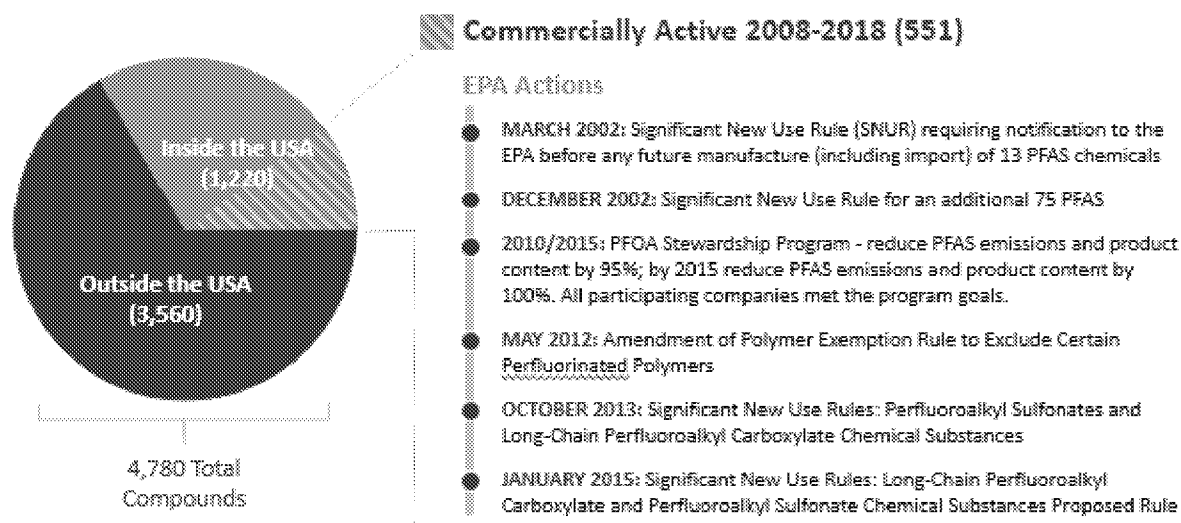 Commercially Active 2008-2018 (551)
Inside the USA
(1,220)
Outside the USA
(3,560)
4,780 Total
Compounds
EPA Actions
MARCH 2002: Significant New Use Rule (SNUR) requiring notification to the
EPA before any future manufacture (including import) of 13 PFAS chemicals
DECEMBER 2002: Significant New Use Rule for an additional 75 PFAS
2010/2015: PFOA Stewardship Program - reduce PFAS emissions and product
content by 95%; by 2015 reduce PFAS emissions and product content by
100%. All participating companies met the program goals.
MAY 2012: Amendment of Polymer Exemption Rule to Exclude Certain
Perfluorinated Polymers
OCTOBER 2013: Significant New Use Rules: Perfluoroalkyl Sulfonates and
Long-Chain Perfluoroalkyl Carboxylate Chemical Substances
JANUARY 2015: Significant New Use Rules: Long-Chain Perfluoroalkyl
Carboxylate and Perfluoroalkyl Sulfonate Chemical Substances Proposed Rule